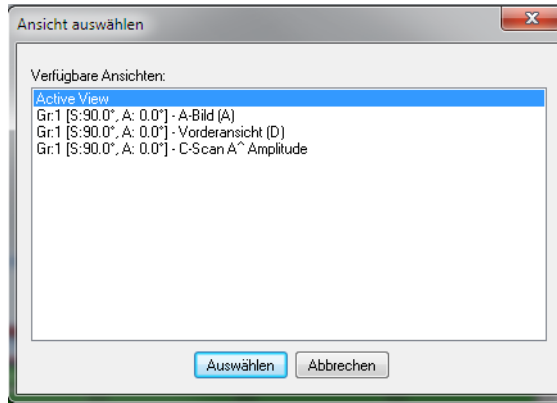 Ansicht auswählen
Verfügbare Ansichten:
Active View
Gr:1 [S:90.0°, A: 0.0°] - A-Bild (A)
Gr:1 [S:90.0°, A: 0.0°] - Vorderansicht (D)
Gr:1 [S:90.0°, A: 0.0°] - C-Scan A^ Amplitude
Auswählen Abbrechen